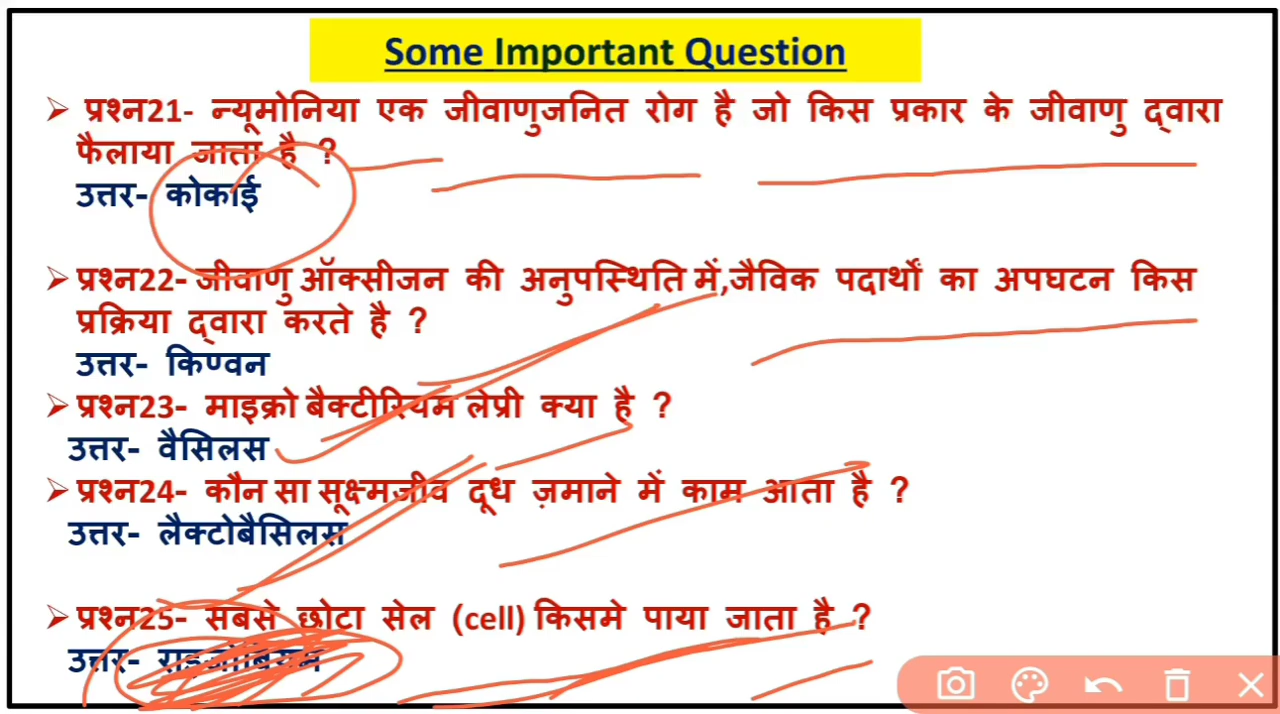 Some Important Question
➢ प्रश्न21- न्यूमोनिया एक जीवाणुजनित रोग है जो किस प्रकार के जीवाणु द्वारा
फैलाया जाता है ?
उत्तर- कोकाई
➢ प्रश्न22- जीवाणु ऑक्सीजन की अनुपस्थिति में,जैविक पदार्थों का अपघटन किस
प्रक्रिया द्वारा करते है ?
उत्तर- किण्वन
➢ प्रश्न23- माइक्रो बैक्टीरियम लेप्री क्या है ?
उत्तर- वैसिलस
➢ प्रश्न24- कौन सा सूक्ष्मजीव दूध ज़माने में काम आता है ?
उत्तर- लैक्टोबैसिलस
➢ प्रश्न25- सबसे छोटा सेल (cell) किसमे पाया जाता है ?
उत्तर- राइजोबियम